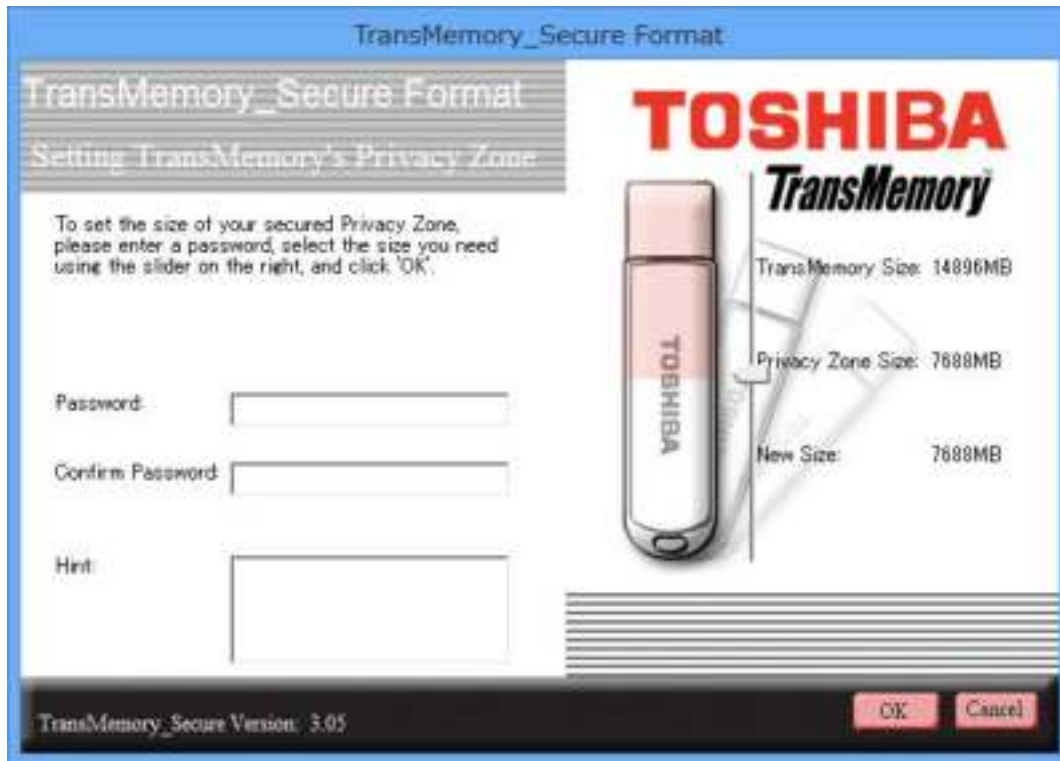 TransMemory_Secure Format
TransMemory_Secure Format
Setting TransMemory's Privacy Zone
To set the size of your secured Privacy Zone,
please enter a password, select the size you need
using the slider on the right, and click 'OK'.
Password:
Confirm Password:
Hint:
TOSHIBA
TransMemory
TOSHIBA
TransMemory Size: 14896MB
Privacy Zone Size: 7688MB
New Size: 7688MB
TransMemory_Secure Version: 3.05
OK
Cancel